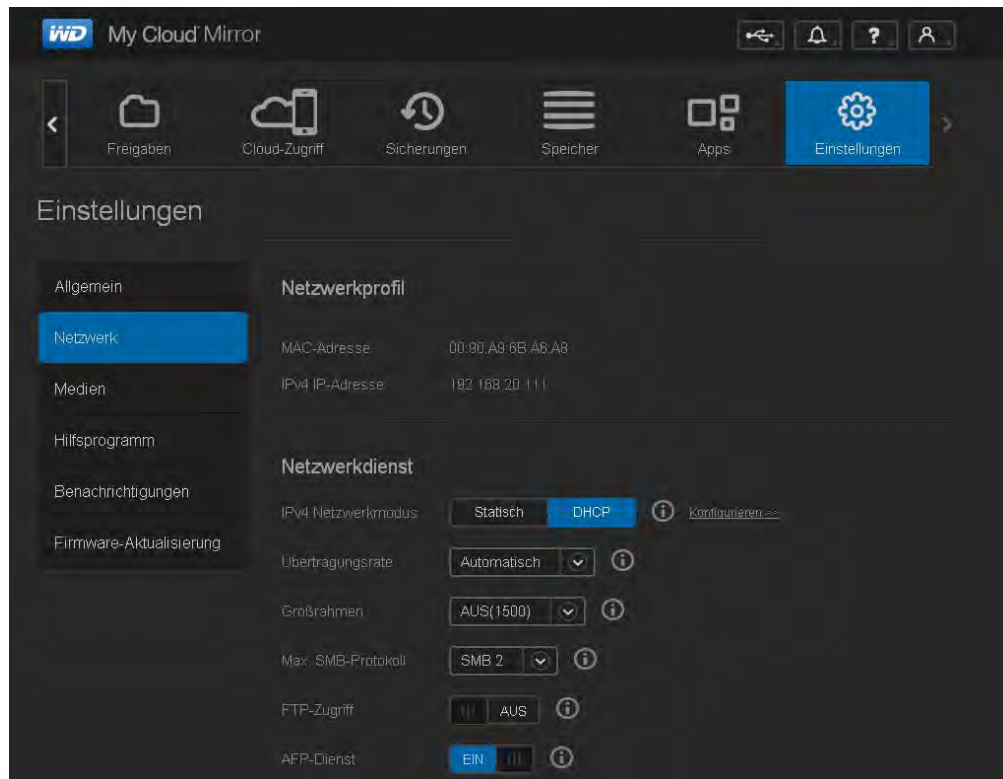 WD My Cloud Mirror
?
Freigaben
Cloud-Zugriff
Sicherungen
Speicher
Apps
Einstellungen
Einstellungen
Allgemein
Netzwerk
Medien
Hilfsprogramm
Benachrichtigungen
Firmware-Aktualisierung
Netzwerkprofil
MAC-Adresse 00:90:A9:6B:A6:A8
IPv4 IP-Adresse 192.168.20.111
Netzwerkdienst
IPv4 Netzwerkmodus Statisch DHCP Konfigurieren >>
Übertragungsrate Automatisch
Großrahmen AUS(1500)
Max. SMB-Protokoll SMB 2
FTP-Zugriff AUS
AFP-Dienst EIN